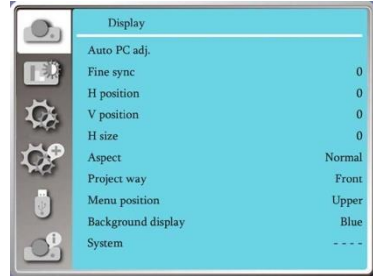 Display
Auto PC adj.
Fine sync 0
H position 0
V position 0
H size 0
Aspect Normal
Project way Front
Menu position Upper
Background display Blue
System - - - -